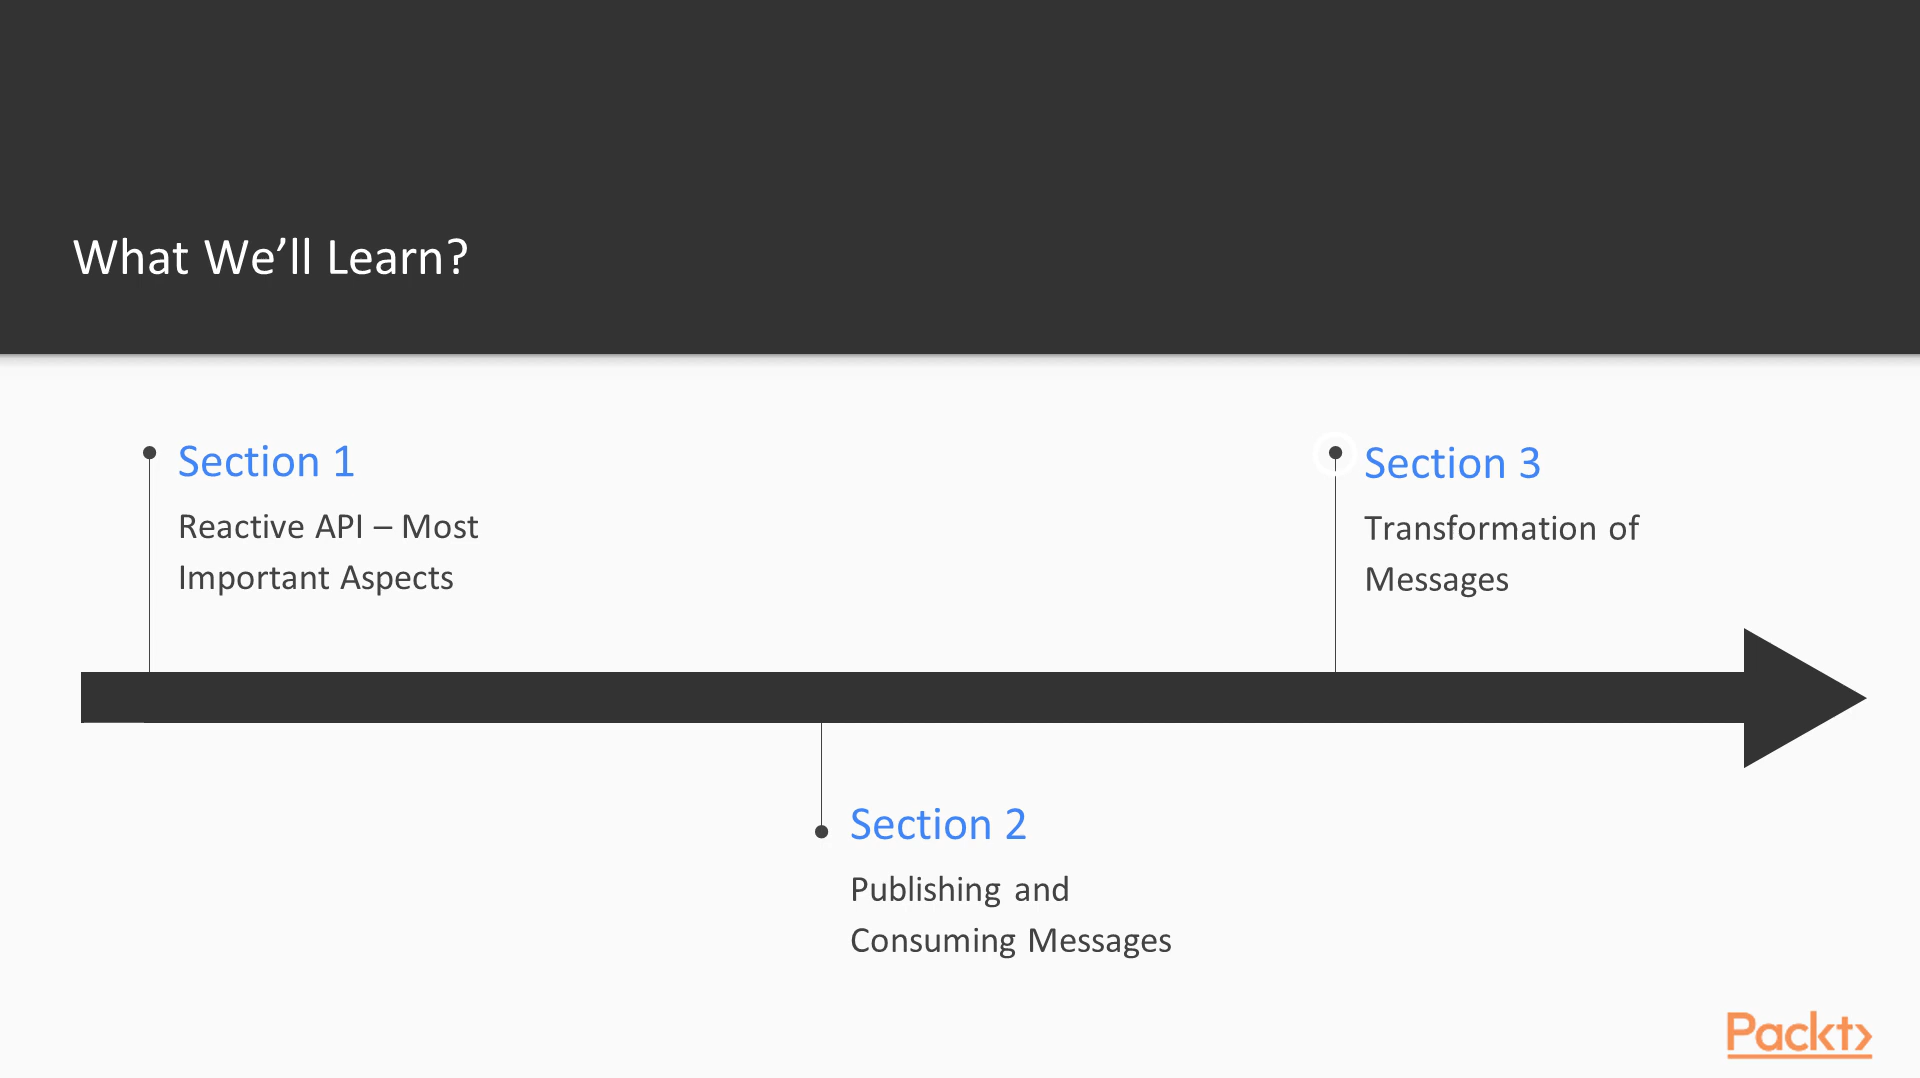 What We’ll Learn?
Section 1
Reactive API – Most
Important Aspects
Section 3
Transformation of
Messages
Section 2
Publishing and
Consuming Messages
Packt>